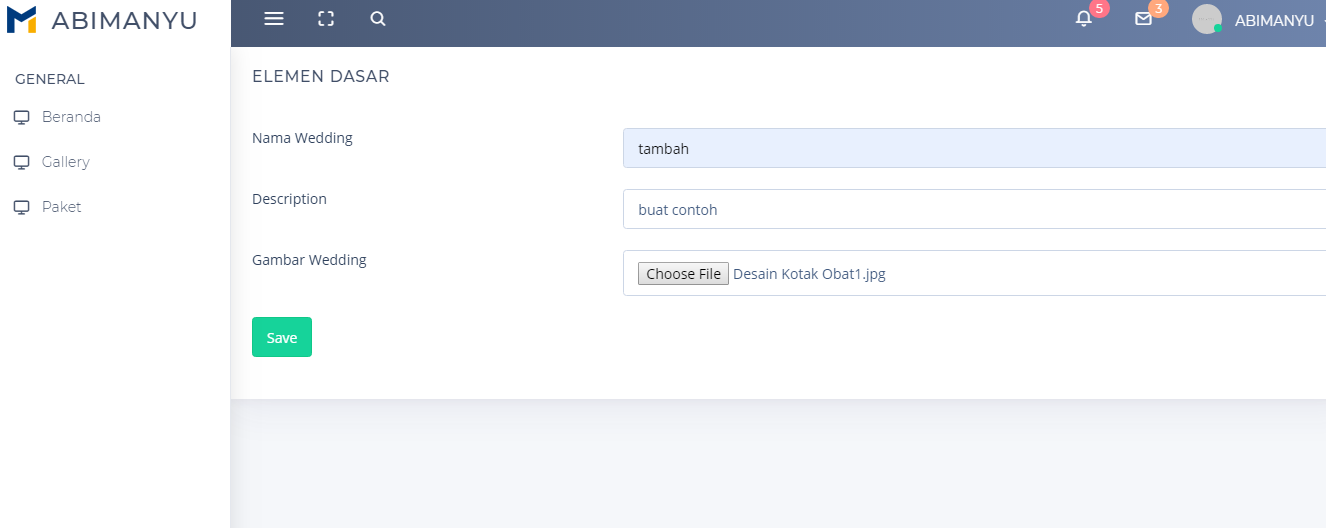 ABIMANYU
5
3
ABIMANYU
GENERAL
Beranda
Gallery
Paket
ELEMEN DASAR
Nama Wedding
tambah
Description
buat contoh
Gambar Wedding
Choose File Desain Kotak Obat1.jpg
Save